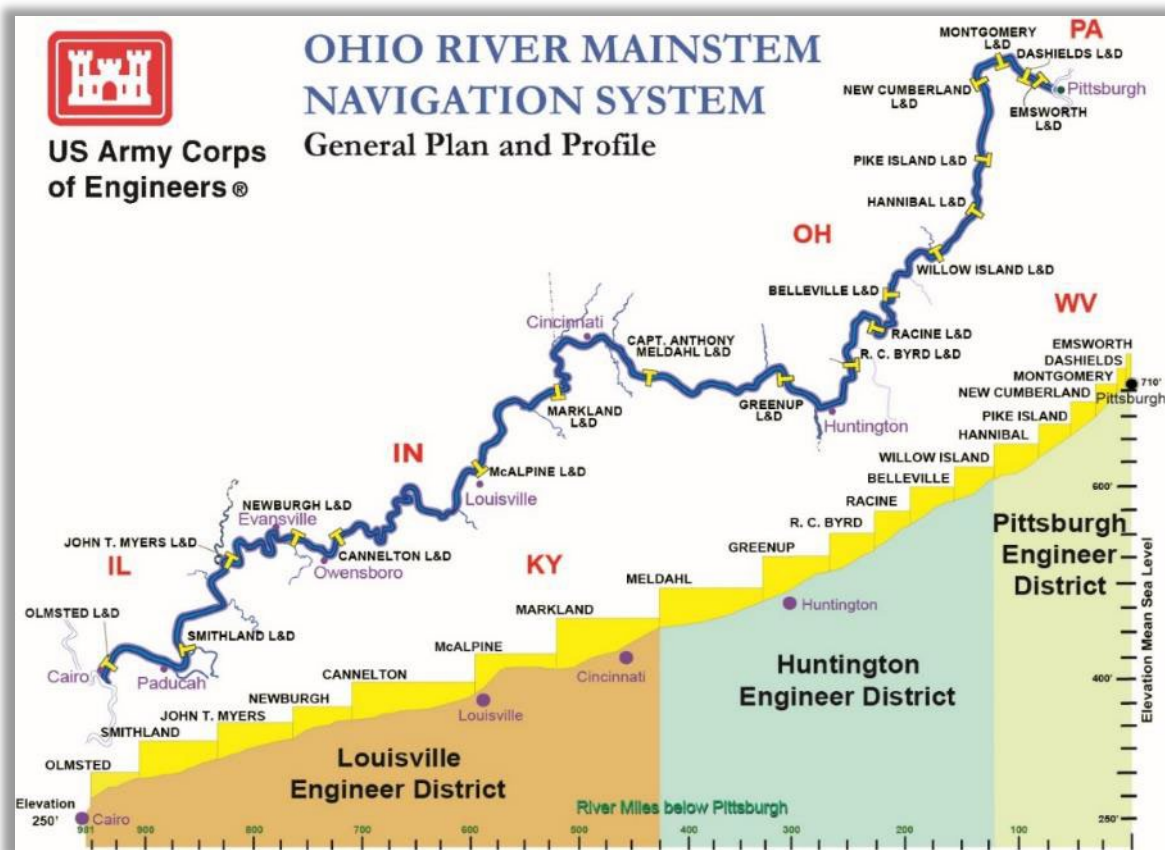 US Army Corps
of Engineers ®
OHIO RIVER MAINSTEM
NAVIGATION SYSTEM
General Plan and Profile
PA
MONTGOMERY
L&D
DASHIELDS L&D
Pittsburgh
NEW CUMBERLAND
L&D
EMSWORTH
L&D
PIKE ISLAND L&D
HANNIBAL L&D
OH
WILLOW ISLAND L&D
BELLEVILLE L&D
WV
RACINE L&D
R. C. BYRD L&D
Cincinnati
CAPT. ANTHONY
MELDAHL L&D
GREENUP
L&D
Huntington
MARKLAND
L&D
IN
McALPINE L&D
Louisville
NEWBURGH L&D
Evansville
JOHN T. MYERS L&D
CANNELTON L&D
Owensboro
IL
KY
OLMSTED L&D
SMITHLAND L&D
Cairo
Paducah
EMSWORTH
DASHIELDS
MONTGOMERY
710'
NEW CUMBERLAND
Pittsburgh
PIKE ISLAND
HANNIBAL
WILLOW ISLAND
BELLEVILLE
RACINE
R. C. BYRD
GREENUP
MELDAHL
MARKLAND
McALPINE
CANNELTON
NEWBURGH
JOHN T. MYERS
SMITHLAND
OLMSTED
600'
400'
250'
Elevation Mean Sea Level
Pittsburgh
Engineer
District
Huntington
Huntington
Engineer District
Cincinnati
Louisville
Louisville
Engineer District
Elevation
250'
Cairo
River Miles below Pittsburgh
981 900 800 700 600 500 400 300 200 100